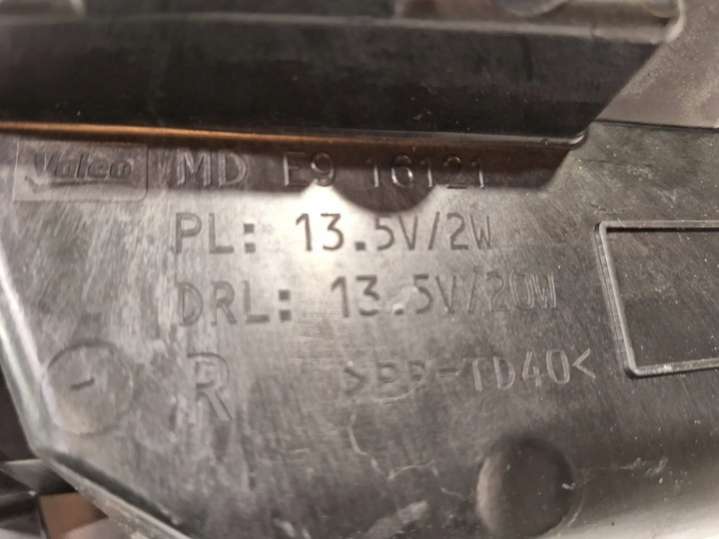 Valeo MD E9 16121
PL: 13.5V/2W
DRL: 13.5V/20W
R >PP-TD40<